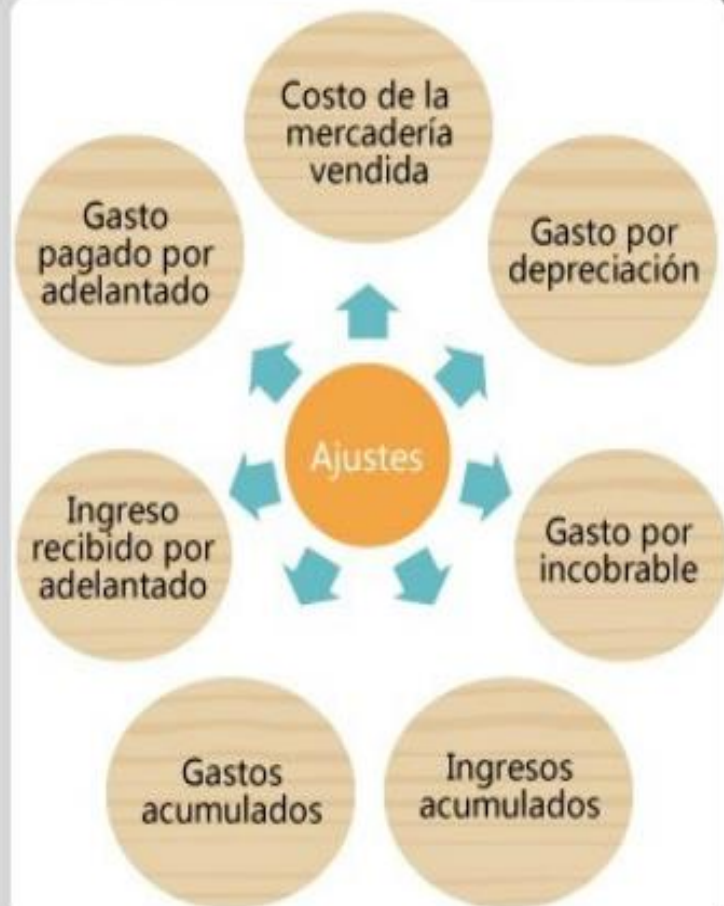 Costo de la
mercadería
vendida
Gasto
pagado por
adelantado
Gasto por
depreciación
Ajustes
Ingreso
recibido por
adelantado
Gasto por
incobrable
Gastos
acumulados
Ingresos
acumulados